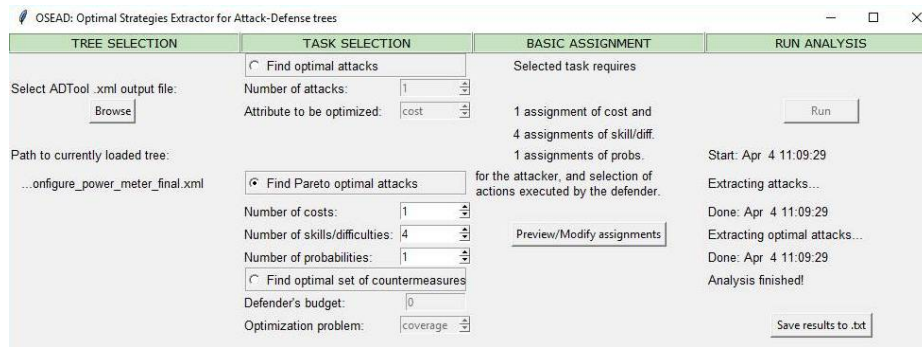 OSEAD: Optimal Strategies Extractor for Attack-Defense trees
TREE SELECTION
TASK SELECTION
BASIC ASSIGNMENT
RUN ANALYSIS
Select ADTool .xml output file:
Browse
Path to currently loaded tree:
...onfigure_power_meter_final.xml
Find optimal attacks
Number of attacks: 1
Attribute to be optimized: cost
Find Pareto optimal attacks
Number of costs: 1
Number of skills/difficulties: 4
Number of probabilities: 1
Find optimal set of countermeasures
Defender's budget: 0
Optimization problem: coverage
Selected task requires
1 assignment of cost and
4 assignments of skill/diff.
1 assignments of probs.
for the attacker, and selection of
actions executed by the defender.
Preview/Modify assignments
Run
Start: Apr 4 11:09:29
Extracting attacks...
Done: Apr 4 11:09:29
Extracting optimal attacks...
Done: Apr 4 11:09:29
Analysis finished!
Save results to .txt